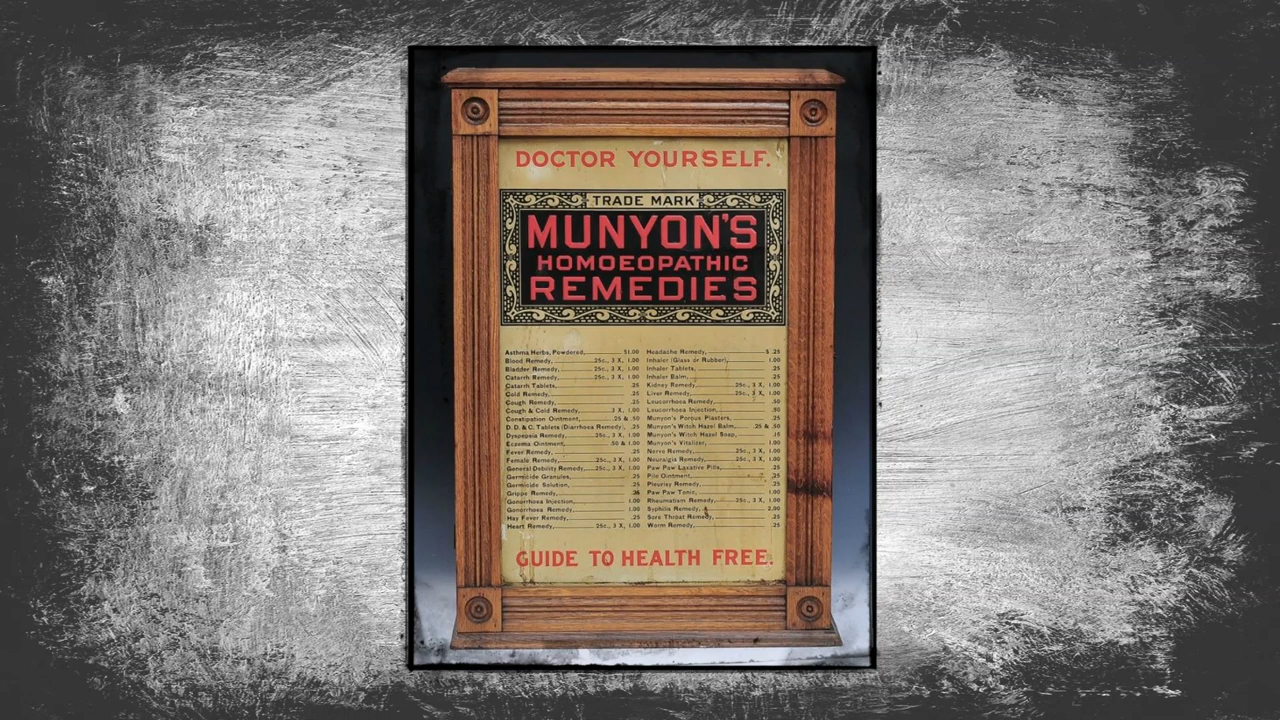 DOCTOR YOURSELF.
TRADE MARK
MUNYON'S
HOMOEOPATHIC
REMEDIES
Asthma Herbs, Powdered, $1.00
Blood Remedy, 25c., 3 X, 1.00
Bladder Remedy, 25c., 3 X, 1.00
Catarrh Remedy, 25c., 3 X, 1.00
Catarrh Tablets, .25
Cold Remedy, .25
Cough Remedy, .25
Cough & Cold Remedy, 3 X, 1.00
Constipation Ointment, .25 & .50
D. D. & C. Tablets (Diarrhoea Remedy), .25
Dyspepsia Remedy, 25c., 3 X, 1.00
Eczema Ointment, .50 & 1.00
Fever Remedy, .25
Female Remedy, 25c., 3 X, 1.00
General Debility Remedy, 25c., 3 X, 1.00
Germicide Granules, .25
Germicide Solution, .25
Grippe Remedy,
Gonorrhoea Injection, 1.00
Gonorrhoea Remedy, 1.00
Hay Fever Remedy, .25
Heart Remedy, 25c., 3 X, 1.00
Headache Remedy, $ .25
Inhaler (Glass or Rubber), 1.00
Inhaler Tablets, .25
Inhaler Balm, .25
Kidney Remedy 25c., 3 X, 1.00
Liver Remedy, 25c., 3 X, 1.00
Leucorrhoea Remedy, .50
Leucorrhoea Injection, .50
Munyon's Porous Plasters, .25
Munyon's Witch Hazel Balm, .25 & .50
Munyon's Witch Hazel Soap, .15
Munyon's Vitalizer, 1.00
Nerve Remedy, 25c., 3 X, 1.00
Neuralgia Remedy, 25c., 3 X, 1.00
Paw Paw Laxative Pills, .25
Pile Ointment, .25
Pleurisy Remedy, .25
Paw Paw Tonic, 1.00
Rheumatism Remedy, 25c., 3 X, 1.00
Syphilis Remedy, 2.00
Sore Throat Remedy, .25
Worm Remedy, .25
GUIDE TO HEALTH FREE.